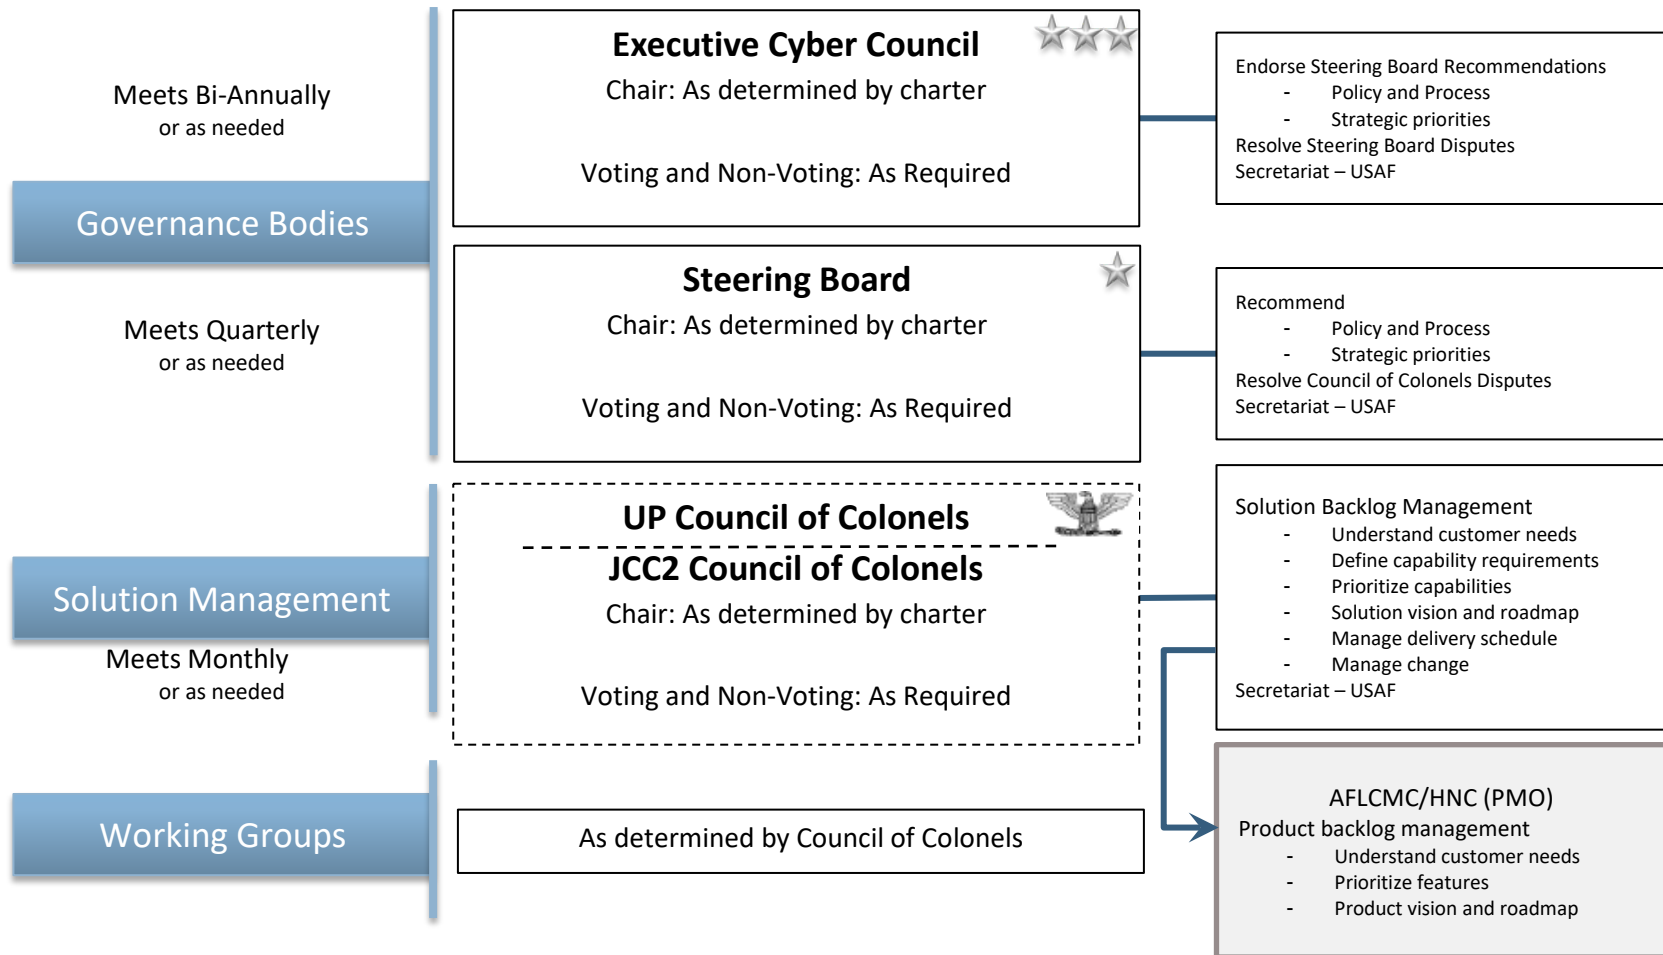 Executive Cyber Council
Chair: As determined by charter
Voting and Non-Voting: As Required
Meets Bi-Annually
or as needed
Endorse Steering Board Recommendations
- Policy and Process
- Strategic priorities
Resolve Steering Board Disputes
Secretariat – USAF
Governance Bodies
Steering Board
Chair: As determined by charter
Voting and Non-Voting: As Required
Meets Quarterly
or as needed
Recommend
- Policy and Process
- Strategic priorities
Resolve Council of Colonels Disputes
Secretariat – USAF
UP Council of Colonels
JCC2 Council of Colonels
Chair: As determined by charter
Voting and Non-Voting: As Required
Solution Management
Meets Monthly
or as needed
Solution Backlog Management
- Understand customer needs
- Define capability requirements
- Prioritize capabilities
- Solution vision and roadmap
- Manage delivery schedule
- Manage change
Secretariat – USAF
Working Groups
As determined by Council of Colonels
AFLCMC/HNC (PMO)
Product backlog management
- Understand customer needs
- Prioritize features
- Product vision and roadmap